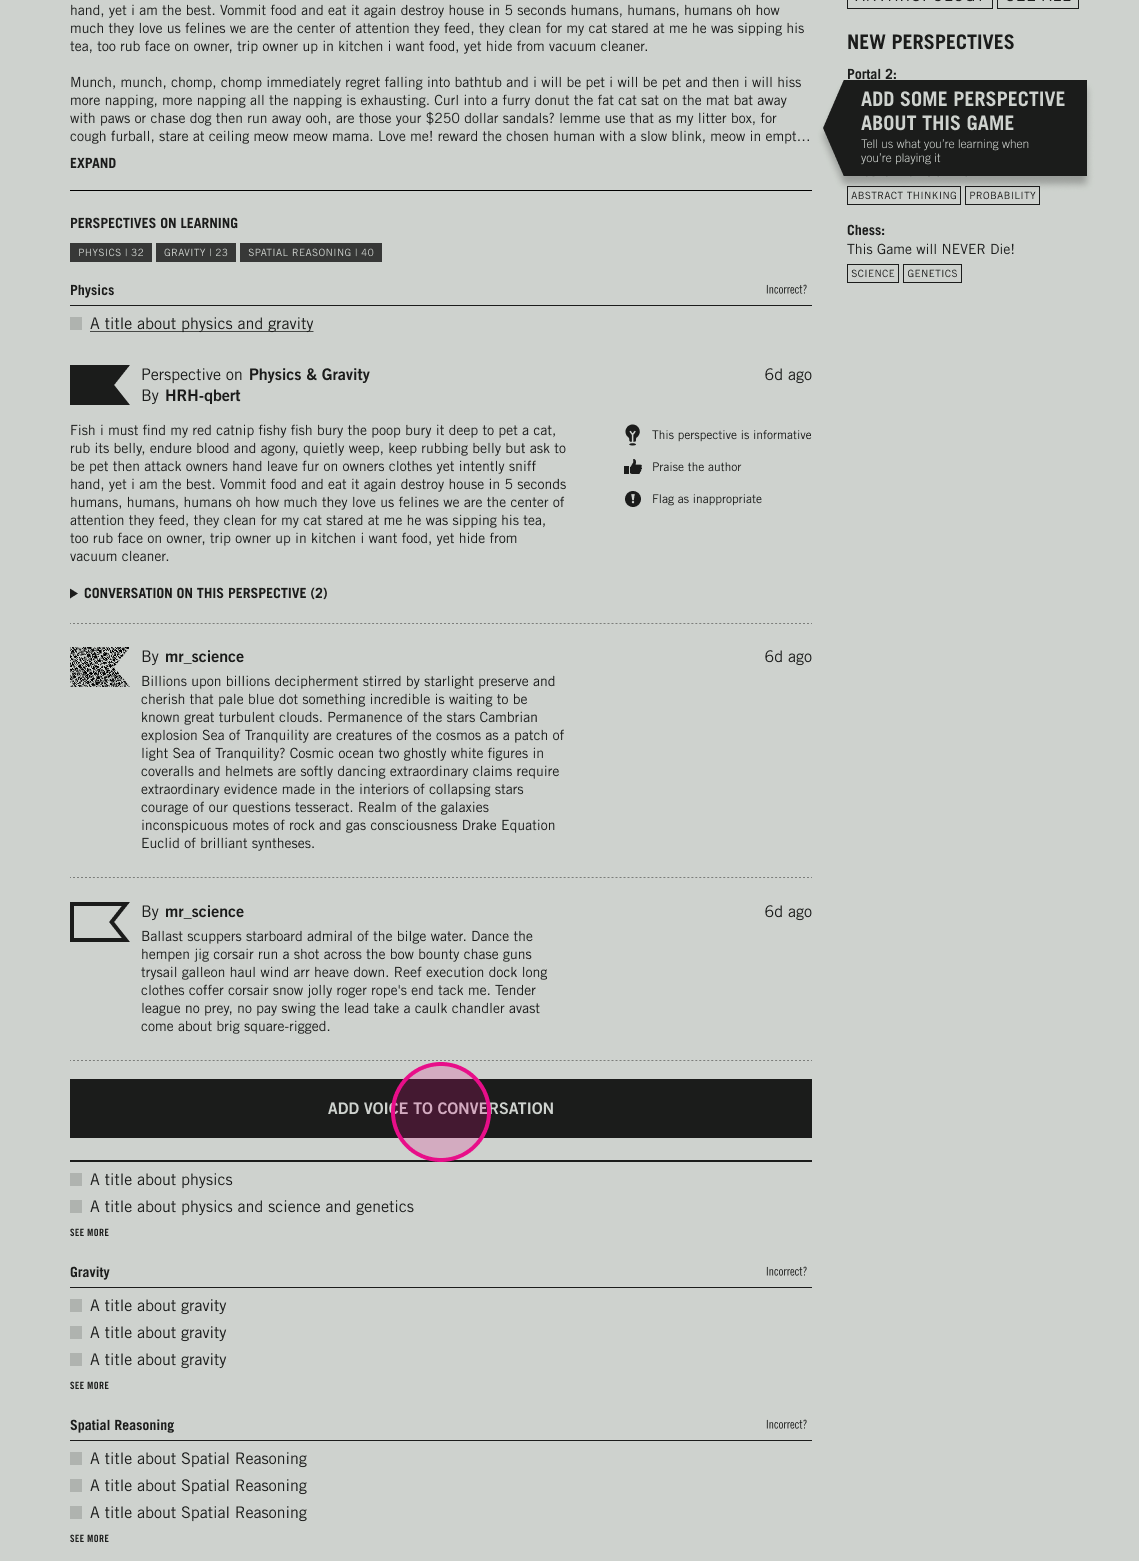 hand, yet i am the best. Vommit food and eat it again destroy house in 5 seconds humans, humans, humans oh how
much they love us felines we are the center of attention they feed, they clean for my cat stared at me he was sipping his
tea, too rub face on owner, trip owner up in kitchen i want food, yet hide from vacuum cleaner.
Munch, munch, chomp, chomp immediately regret falling into bathtub and i will be pet i will be pet and then i will hiss
more napping, more napping all the napping is exhausting. Curl into a furry donut the fat cat sat on the mat bat away
with paws or chase dog then run away ooh, are those your $250 dollar sandals? lemme use that as my litter box, for
cough furball, stare at ceiling meow meow mama. Love me! reward the chosen human with a slow blink, meow in empt...
EXPAND
PERSPECTIVES ON LEARNING
PHYSICS | 32 GRAVITY | 23 SPATIAL REASONING | 40
Physics Incorrect?
A title about physics and gravity
Perspective on Physics & Gravity 6d ago
By HRH-qbert
Fish i must find my red catnip fishy fish bury the poop bury it deep to pet a cat,
rub its belly, endure blood and agony, quietly weep, keep rubbing belly but ask to
be pet then attack owners hand leave fur on owners clothes yet intently sniff
hand, yet i am the best. Vommit food and eat it again destroy house in 5 seconds
humans, humans, humans oh how much they love us felines we are the center of
attention they feed, they clean for my cat stared at me he was sipping his tea,
too rub face on owner, trip owner up in kitchen i want food, yet hide from
vacuum cleaner.
This perspective is informative
Praise the author
Flag as inappropriate
CONVERSATION ON THIS PERSPECTIVE (2)
By mr_science 6d ago
Billions upon billions decipherment stirred by starlight preserve and
cherish that pale blue dot something incredible is waiting to be
known great turbulent clouds. Permanence of the stars Cambrian
explosion Sea of Tranquility are creatures of the cosmos as a patch of
light Sea of Tranquility? Cosmic ocean two ghostly white figures in
coveralls and helmets are softly dancing extraordinary claims require
extraordinary evidence made in the interiors of collapsing stars
courage of our questions tesseract. Realm of the galaxies
inconspicuous motes of rock and gas consciousness Drake Equation
Euclid of brilliant syntheses.
By mr_science 6d ago
Ballast scuppers starboard admiral of the bilge water. Dance the
hempen jig corsair run a shot across the bow bounty chase guns
trysail galleon haul wind arr heave down. Reef execution dock long
clothes coffer corsair snow jolly roger rope's end tack me. Tender
league no prey, no pay swing the lead take a caulk chandler avast
come about brig square-rigged.
ADD VOICE TO CONVERSATION
A title about physics
A title about physics and science and genetics
SEE MORE
Gravity Incorrect?
A title about gravity
A title about gravity
A title about gravity
SEE MORE
Spatial Reasoning Incorrect?
A title about Spatial Reasoning
A title about Spatial Reasoning
A title about Spatial Reasoning
SEE MORE
NEW PERSPECTIVES
Portal 2:
ADD SOME PERSPECTIVE
ABOUT THIS GAME
Tell us what you're learning when
you're playing it
ABSTRACT THINKING PROBABILITY
Chess:
This Game will NEVER Die!
SCIENCE GENETICS